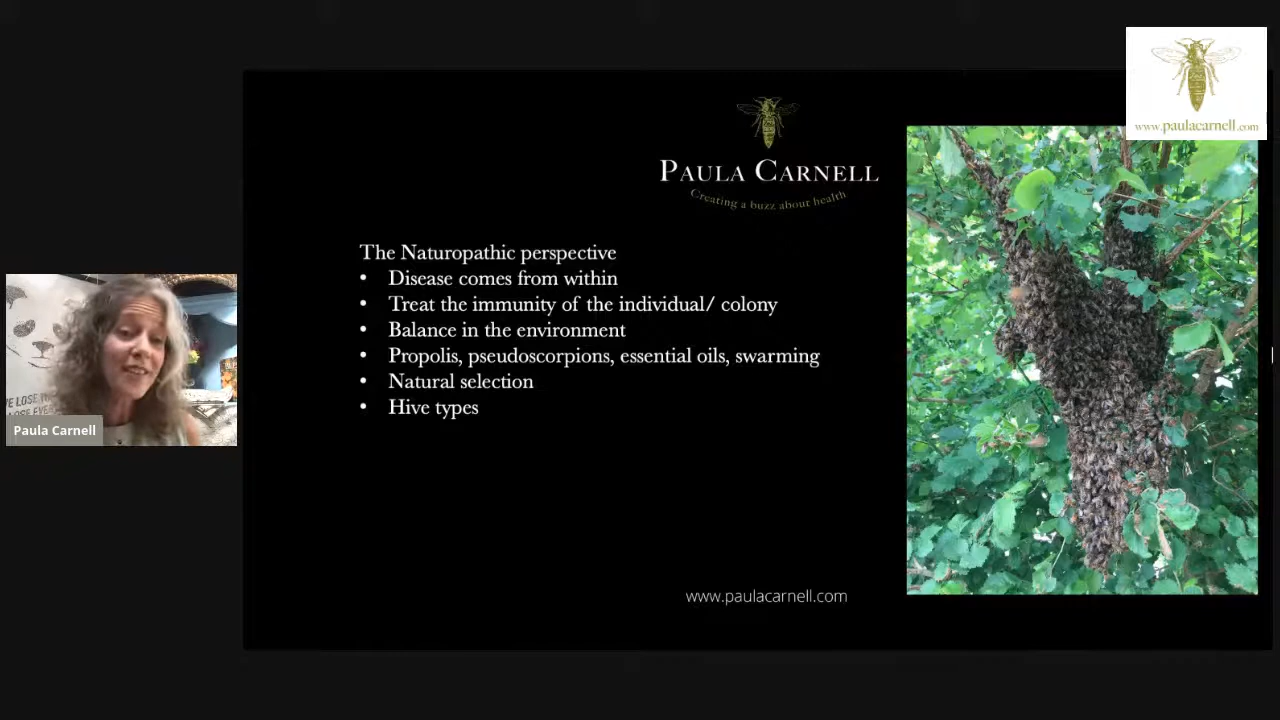 www.paulacarnell.com
PAULA CARNELL
Creating a buzz about health
The Naturopathic perspective
• Disease comes from within
• Treat the immunity of the individual/ colony
• Balance in the environment
• Propolis, pseudoscorpions, essential oils, swarming
• Natural selection
• Hive types
Paula Carnell
www.paulacarnell.com